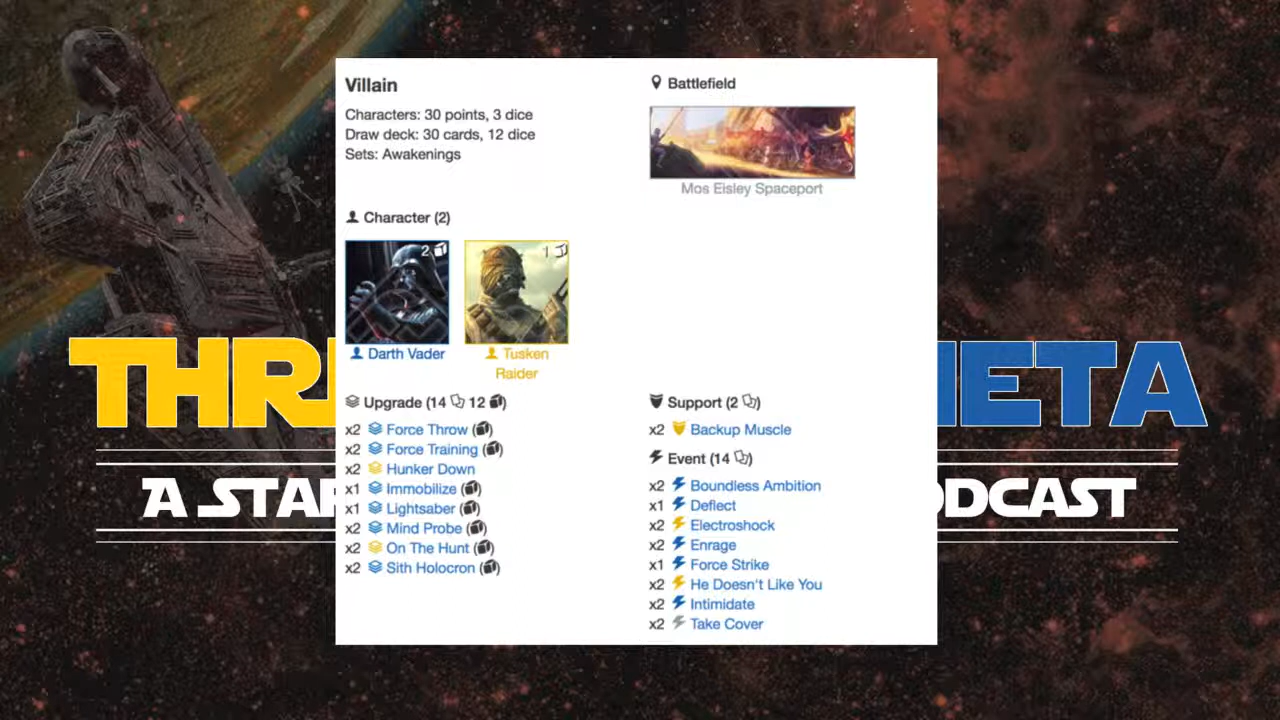 Villain
Characters: 30 points, 3 dice
Draw deck: 30 cards, 12 dice
Sets: Awakenings
Battlefield
Mos Eisley Spaceport
Character (2)
2
1
Darth Vader
Tusken
Raider
Upgrade (14 12)
x2 Force Throw ()
x2 Force Training ()
x2 Hunker Down
x1 Immobilize ()
x1 Lightsaber ()
x2 Mind Probe ()
x2 On The Hunt ()
x2 Sith Holocron ()
Support (2)
x2 Backup Muscle
Event (14)
x2 Boundless Ambition
x1 Deflect
x2 Electroshock
x2 Enrage
x1 Force Strike
x2 He Doesn't Like You
x2 Intimidate
x2 Take Cover
THR ETA
A STAR ODCAST